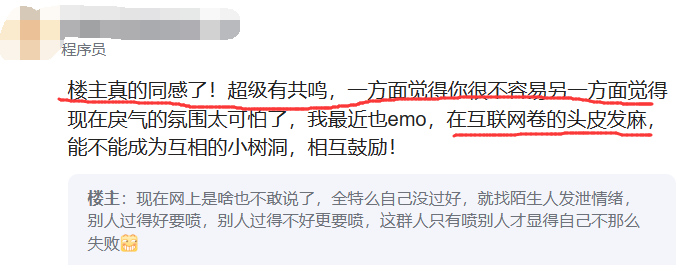 程序员
楼主真的同感了！超级有共鸣，一方面觉得你很不容易另一方面觉得
现在戾气的氛围太可怕了，我最近也emo，在互联网卷的头皮发麻，
能不能成为互相的小树洞，相互鼓励！
楼主：现在网上是啥也不敢说了，全特么自己没过好，就找陌生人发泄情绪，
别人过得好要喷，别人过得不好更要喷，这群人只有喷别人才显得自己不那么
失败